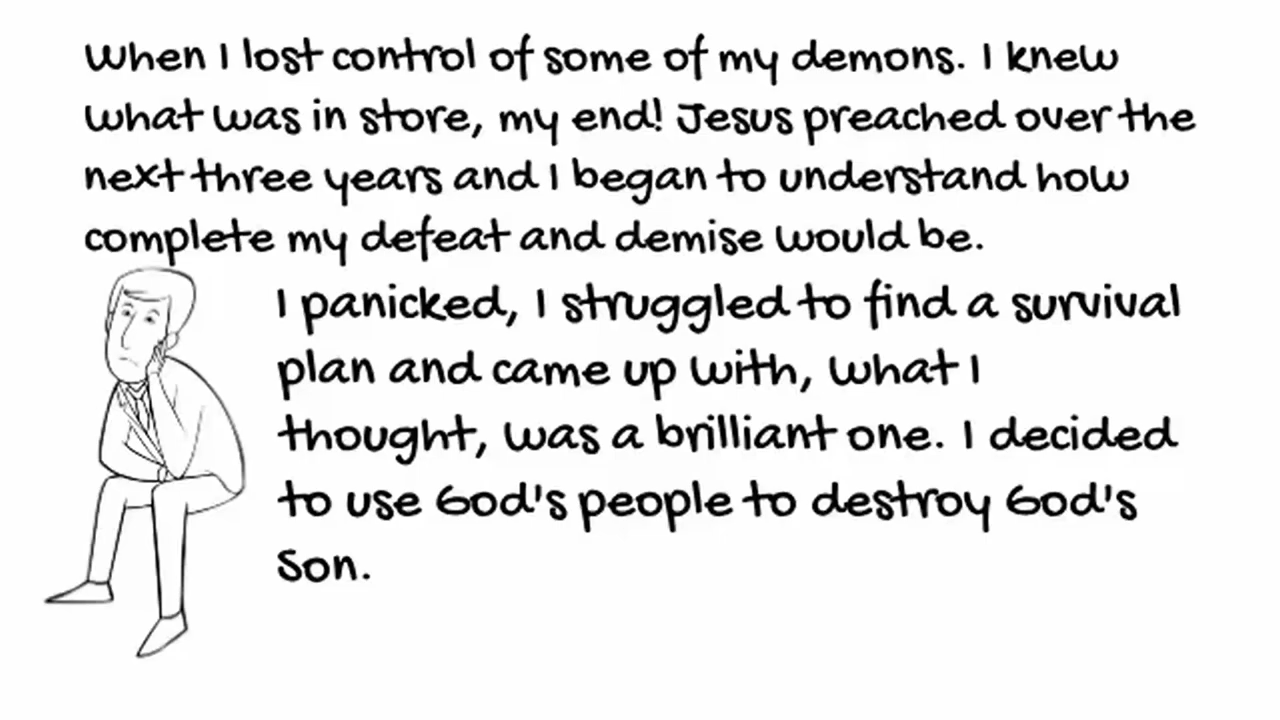 When I lost control of some of my demons. I knew
what was in store, my end! Jesus preached over the
next three years and I began to understand how
complete my defeat and demise would be.
I panicked, I struggled to find a survival
plan and came up with, what I
thought, was a brilliant one. I decided
to use God's people to destroy God's
Son.